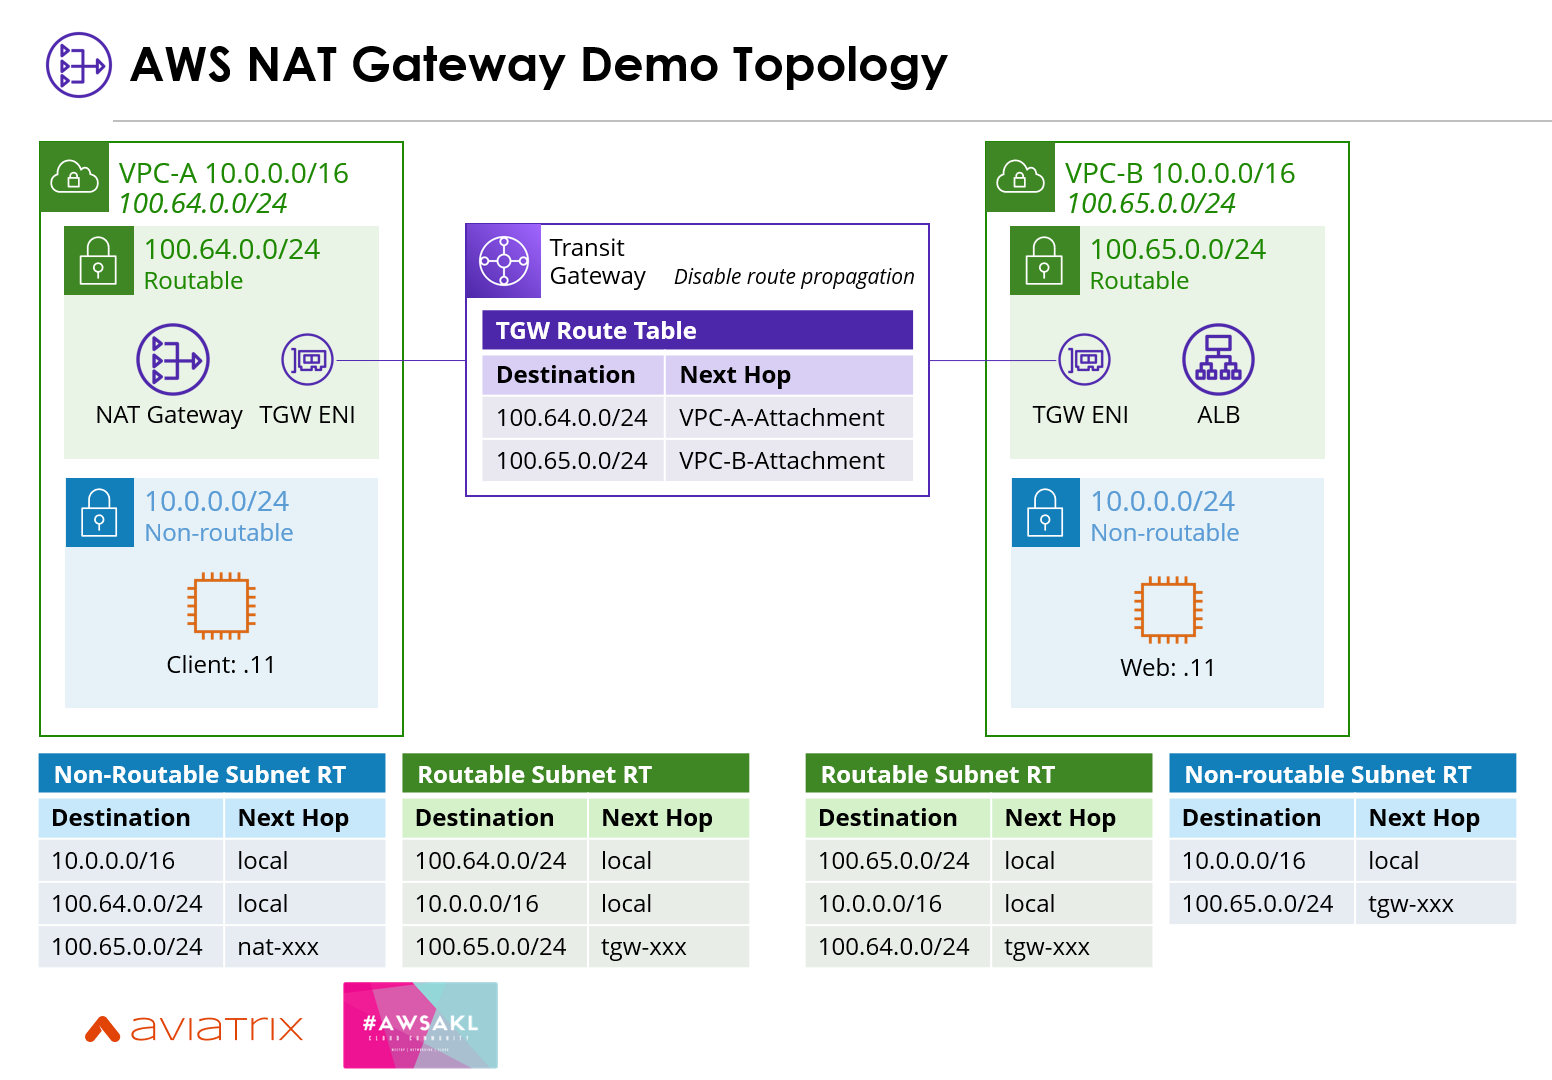 AWS NAT Gateway Demo Topology
VPC-A 10.0.0.0/16
100.64.0.0/24
100.64.0.0/24
Routable
NAT Gateway
TGW ENI
10.0.0.0/24
Non-routable
Client: .11
Transit
Gateway
Disable route propagation
TGW Route Table
Destination Next Hop
100.64.0.0/24 VPC-A-Attachment
100.65.0.0/24 VPC-B-Attachment
VPC-B 10.0.0.0/16
100.65.0.0/24
100.65.0.0/24
Routable
TGW ENI
ALB
10.0.0.0/24
Non-routable
Web: .11
Non-Routable Subnet RT
Destination Next Hop
10.0.0.0/16 local
100.64.0.0/24 local
100.65.0.0/24 nat-xxx
Routable Subnet RT
Destination Next Hop
100.64.0.0/24 local
10.0.0.0/16 local
100.65.0.0/24 tgw-xxx
Routable Subnet RT
Destination Next Hop
100.65.0.0/24 local
10.0.0.0/16 local
100.64.0.0/24 tgw-xxx
Non-routable Subnet RT
Destination Next Hop
10.0.0.0/16 local
100.65.0.0/24 tgw-xxx
aviatrix
#AWSAKL
CLOUD COMMUNITY